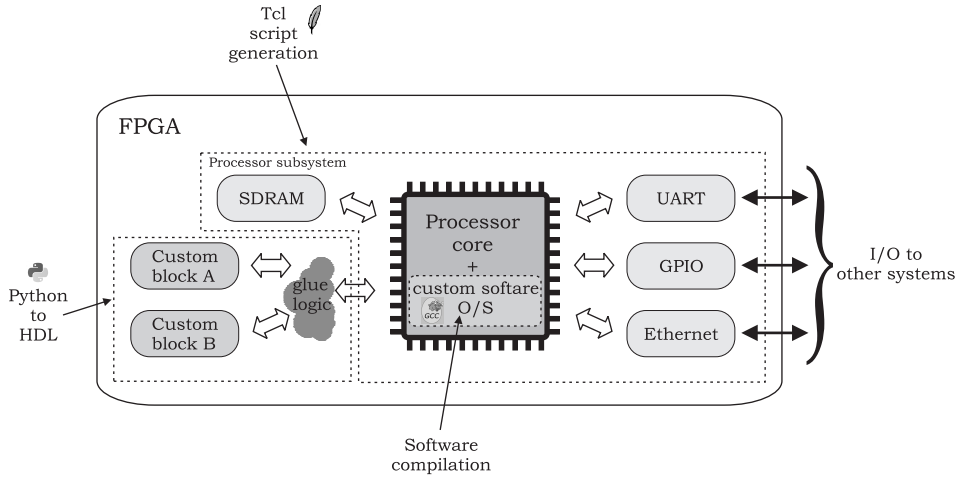 Tcl
script
generation
FPGA
Processor subsystem
SDRAM
Processor
core
+
custom softare
O/S
GCC
UART
GPIO
Ethernet
I/O to
other systems
Custom
block A
Custom
block B
glue
logic
Python
to
HDL
Software
compilation